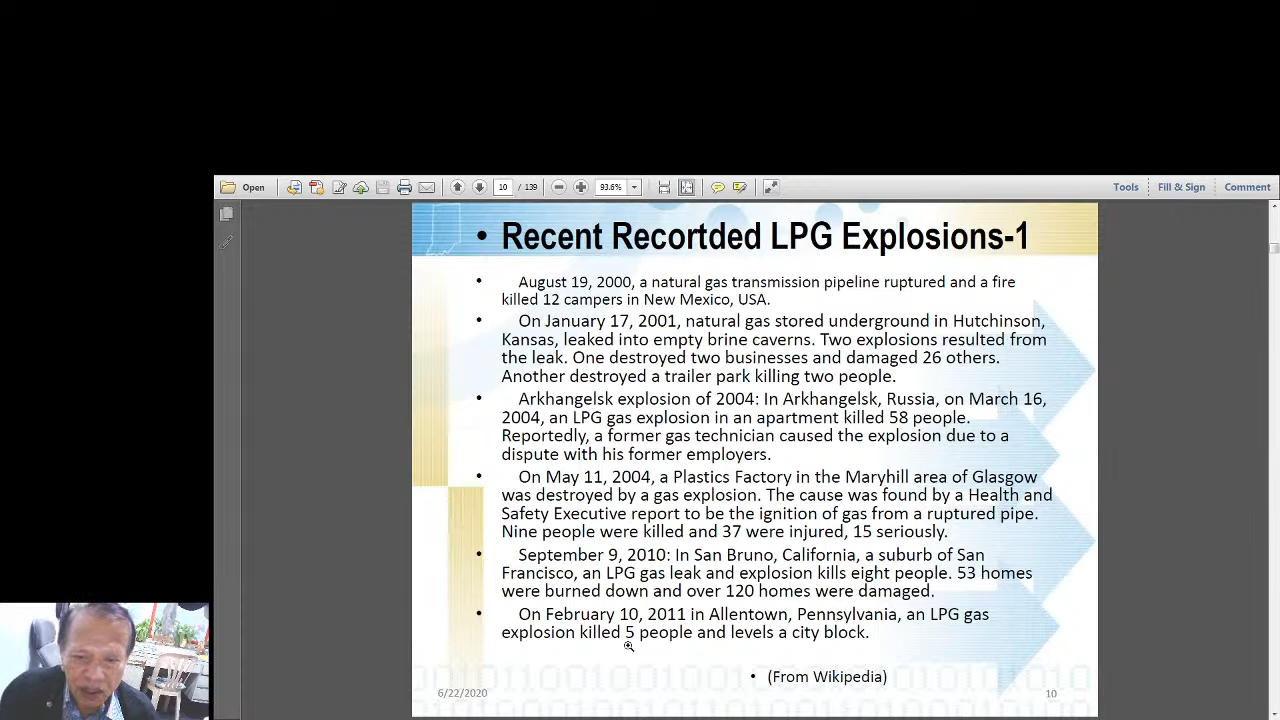 Open
10
/ 139
93.6%
Tools
Fill & Sign
Comment
• Recent Recortded LPG Explosions-1
• August 19, 2000, a natural gas transmission pipeline ruptured and a fire
killed 12 campers in New Mexico, USA.
• On January 17, 2001, natural gas stored underground in Hutchinson,
Kansas, leaked into empty brine caverns. Two explosions resulted from
the leak. One destroyed two businesses and damaged 26 others.
Another destroyed a trailer park killing two people.
• Arkhangelsk explosion of 2004: In Arkhangelsk, Russia, on March 16,
2004, an LPG gas explosion in an apartment killed 58 people.
Reportedly, a former gas technician caused the explosion due to a
dispute with his former employers.
• On May 11, 2004, a Plastics Factory in the Maryhill area of Glasgow
was destroyed by a gas explosion. The cause was found by a Health and
Safety Executive report to be the ignition of gas from a ruptured pipe.
Nine people were killed and 37 were injured, 15 seriously.
• September 9, 2010: In San Bruno, California, a suburb of San
Francisco, an LPG gas leak and explosion kills eight people. 53 homes
were burned down and over 120 homes were damaged.
• On February 10, 2011 in Allentown, Pennsylvania, an LPG gas
explosion killed 5 people and levels a city block.
• (From Wikipedia)
6/22/2020
10